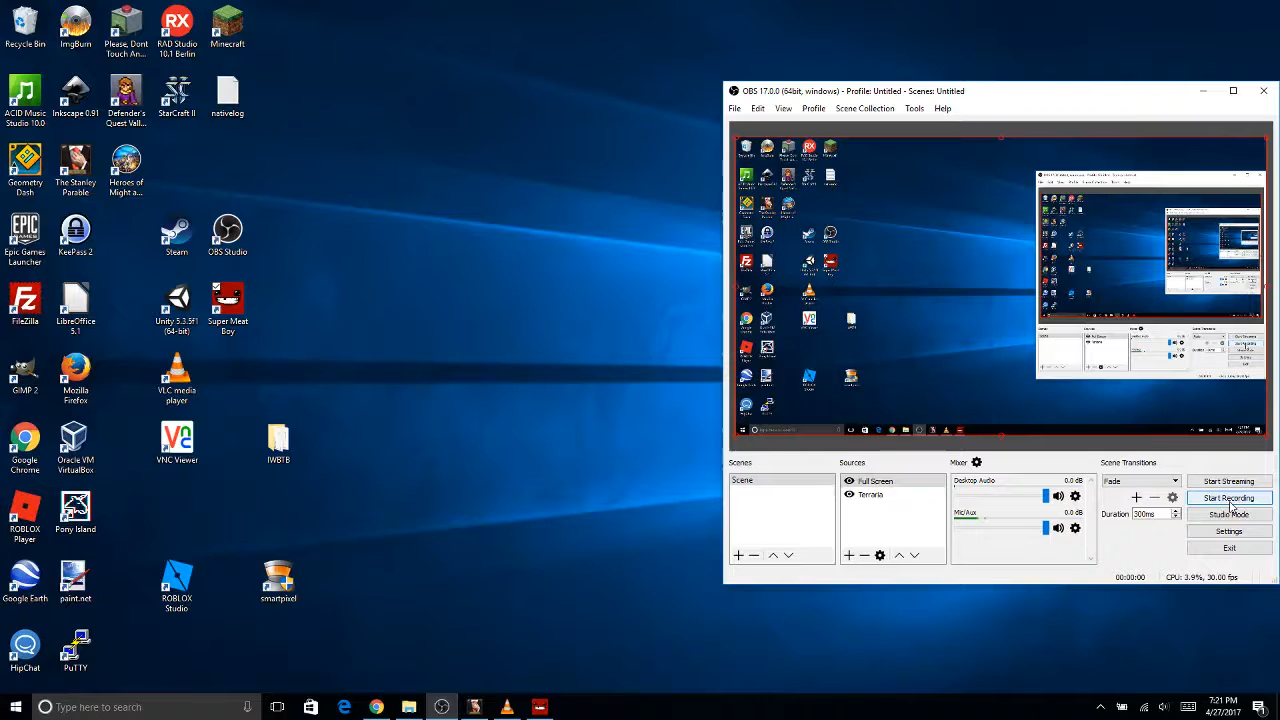 Recycle Bin
ImgBurn
Please, Dont
Touch An...
RAD Studio
10.1 Berlin
Minecraft
ACID Music
Studio 10.0
Inkscape 0.91
Defender's
Quest Vall...
StarCraft II
nativelog
Geometry
Dash
The Stanley
Parable
Heroes of
Might a...
Epic Games
Launcher
KeePass 2
Steam
OBS Studio
FileZilla
LibreOffice
5.1
Unity 5.3.5f1
(64-bit)
Super Meat
Boy
GIMP 2
Mozilla
Firefox
VLC media
player
Google
Chrome
Oracle VM
VirtualBox
VNC Viewer
IWBTB
ROBLOX
Player
Pony Island
Google Earth
paint.net
ROBLOX
Studio
smartpixel
HipChat
PuTTY
OBS 17.0.0 (64bit, windows) - Profile: Untitled - Scenes: Untitled
File Edit View Profile Scene Collection Tools Help
Scenes
Scene
Sources
Full Screen
Terraria
Mixer
Desktop Audio 0.0 dB
Mic/Aux 0.0 dB
Scene Transitions
Fade
Duration 300ms
Start Streaming
Start Recording
Studio Mode
Settings
Exit
00:00:00 CPU: 3.9%, 30.00 fps
Type here to search
7:21 PM
4/27/2017